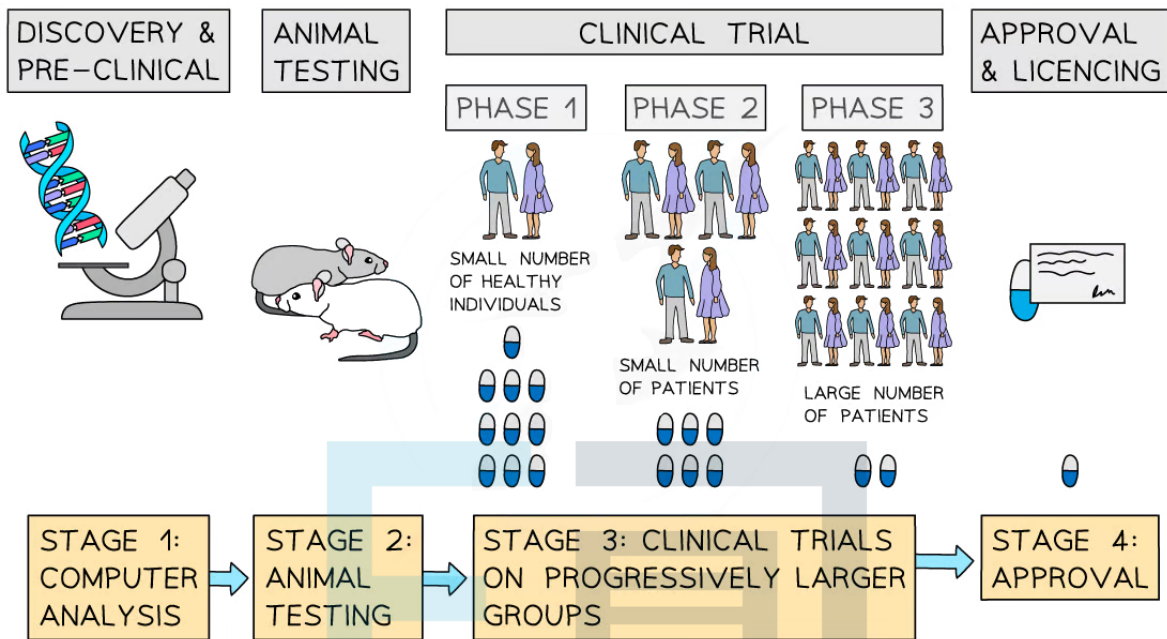 DISCOVERY &
PRE-CLINICAL
ANIMAL
TESTING
CLINICAL TRIAL
APPROVAL
& LICENCING
PHASE 1
PHASE 2
PHASE 3
SMALL NUMBER
OF HEALTHY
INDIVIDUALS
SMALL NUMBER
OF PATIENTS
LARGE NUMBER
OF PATIENTS
STAGE 1:
COMPUTER
ANALYSIS
STAGE 2:
ANIMAL
TESTING
STAGE 3: CLINICAL TRIALS
ON PROGRESSIVELY LARGER
GROUPS
STAGE 4:
APPROVAL